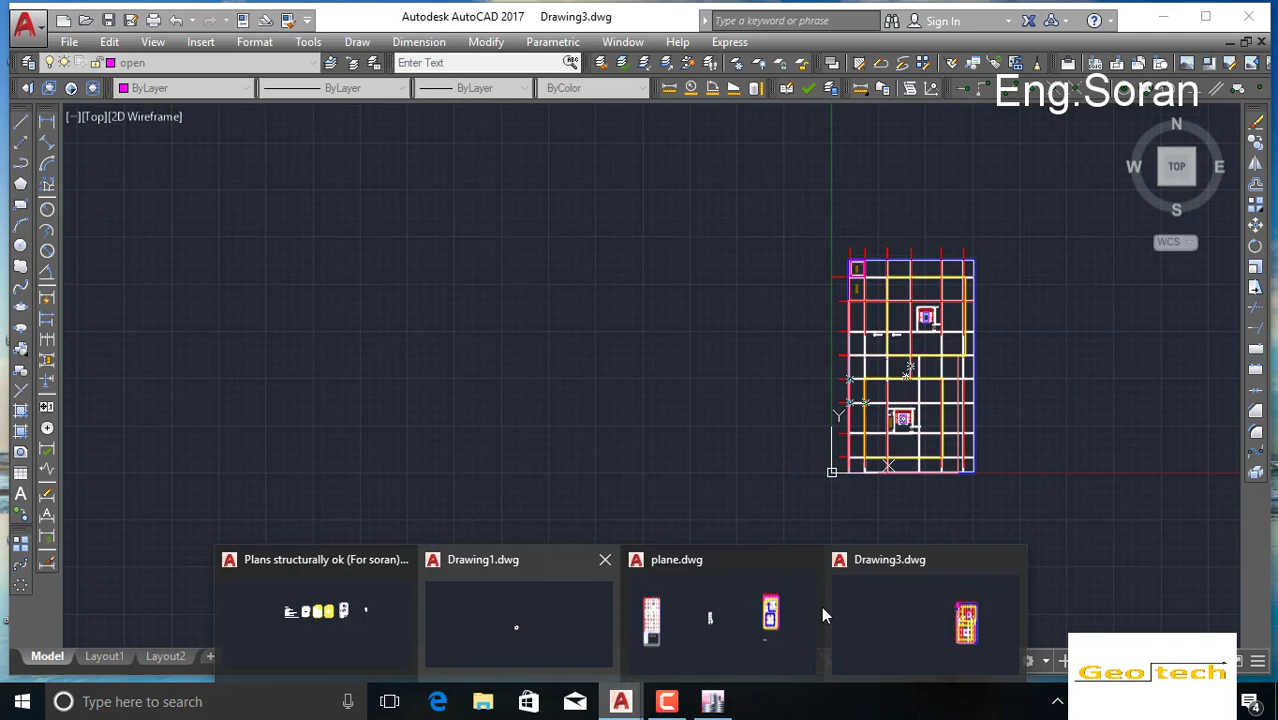 Autodesk AutoCAD 2017 Drawing3.dwg
Type a keyword or phrase
Sign In
File Edit View Insert Format Tools Draw Dimension Modify Parametric Window Help Express
open
Enter Text
ByLayer
ByLayer
ByLayer
ByColor
Eng.Soran
[−][Top][2D Wireframe]
N
W TOP E
S
WCS
Y
X
Plans structurally ok (For soran)...
Drawing1.dwg
plane.dwg
Drawing3.dwg
Model Layout1 Layout2 +
Geotech
Type here to search
4